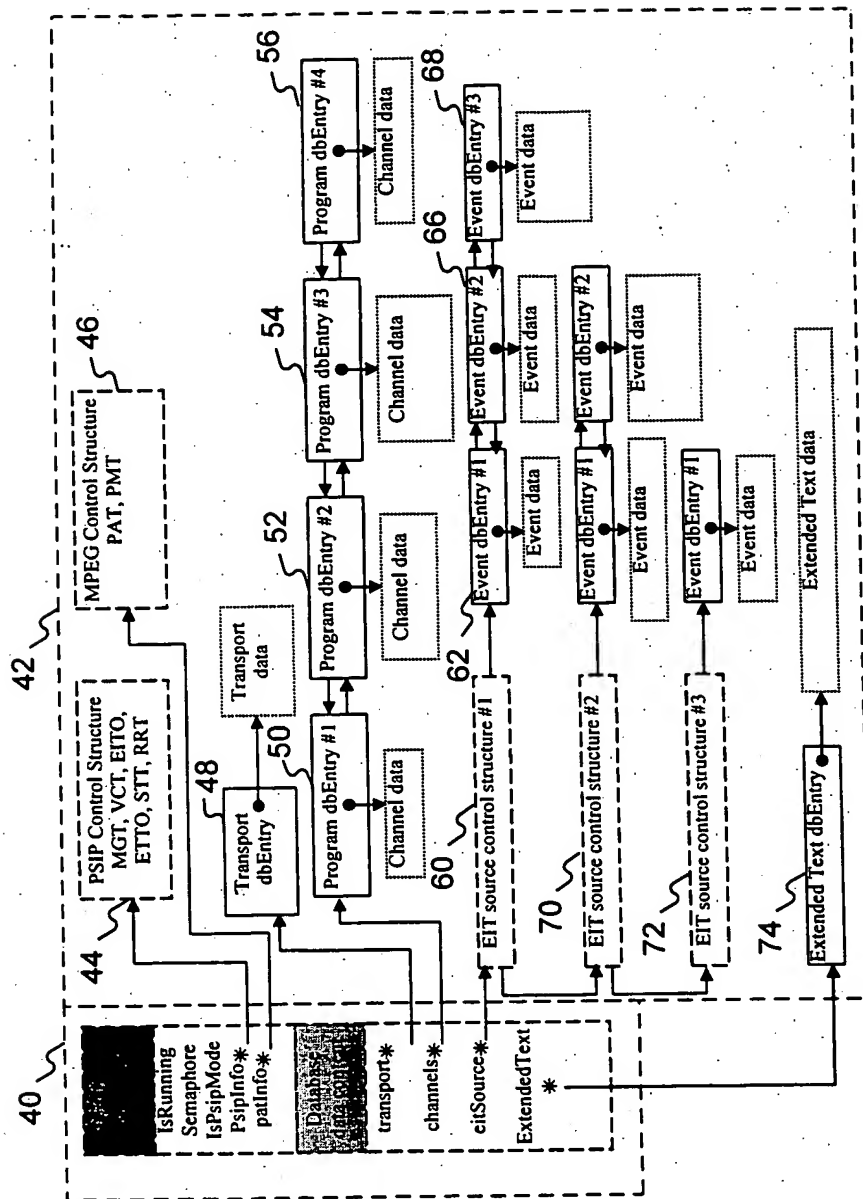 40
IsRunning
Semaphore
IsPsipMode
PsipInfo*
patInfo*
Database
data content
transport*
channels*
eitSource*
ExtendedText
*
42
44
PSIP Control Structure
MGT, VCT, EITO,
ETTO, STT, RRT
46
MPEG Control Structure
PAT, PMT
48
Transport
dbEntry
Transport
data
50
Program dbEntry #1
Channel data
52
Program dbEntry #2
Channel data
54
Program dbEntry #3
Channel data
56
Program dbEntry #4
Channel data
60
EIT source control structure #1
62
Event dbEntry #1
Event data
66
Event dbEntry #2
Event data
68
Event dbEntry #3
Event data
70
EIT source control structure #2
Event dbEntry #1
Event data
Event dbEntry #2
Event data
72
EIT source control structure #3
Event dbEntry #1
Event data
74
Extended Text dbEntry
Extended Text data